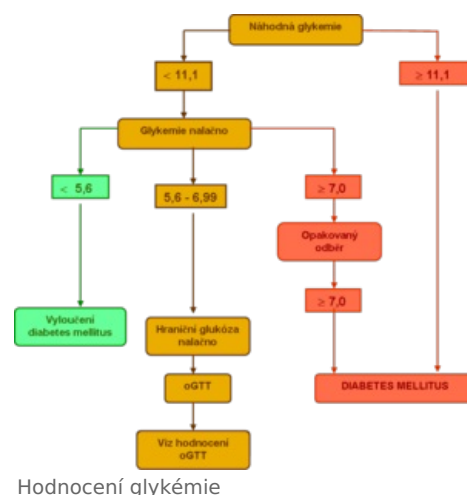 Náhodná glykemie
< 11,1
≥ 11,1
Glykemie nalačno
< 5,6
5,6 - 6,99
≥ 7,0
Opakovaný
odběr
≥ 7,0
Vyloučení
diabetes mellitus
Hraniční glukóza
nalačno
oGTT
DIABETES MELLITUS
Viz hodnocení
oGTT
Hodnocení glykémie